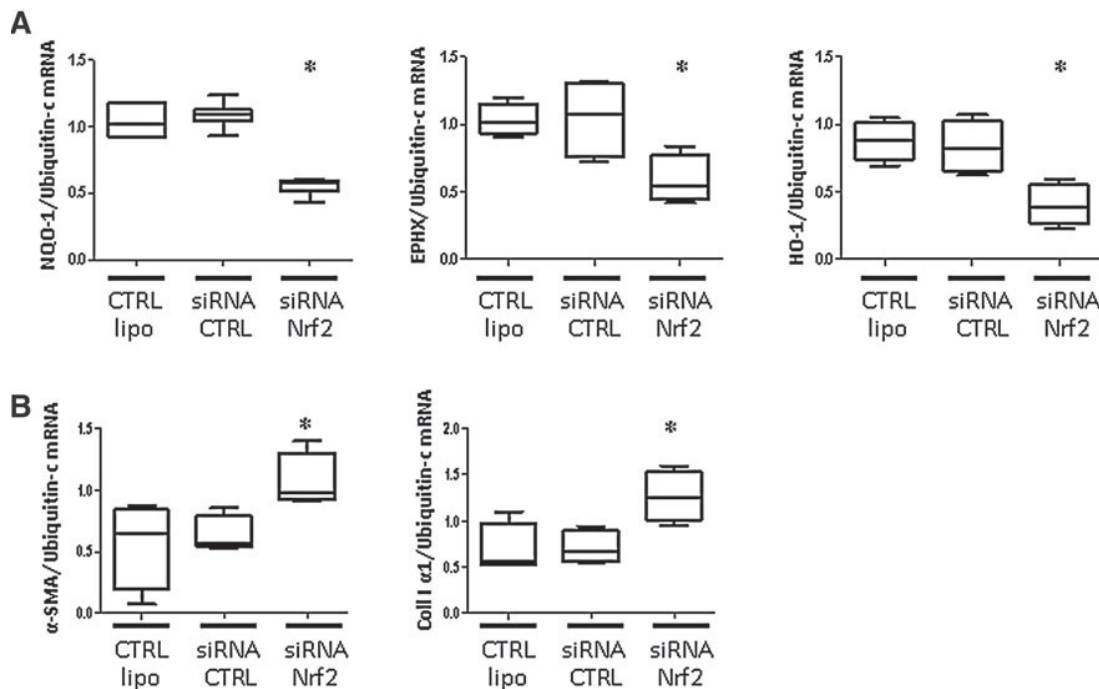 A
NQO-1/Ubiquitin-c mRNA
1.5
*
1.0
0.5
0.0
CTRL lipo
siRNA CTRL
siRNA Nrf2
EPHX/Ubiquitin-c mRNA
1.5
*
1.0
0.5
0.0
CTRL lipo
siRNA CTRL
siRNA Nrf2
HO-1/Ubiquitin-c mRNA
1.5
*
1.0
0.5
0.0
CTRL lipo
siRNA CTRL
siRNA Nrf2
B
α-SMA/Ubiquitin-c mRNA
1.5
*
1.0
0.5
0.0
CTRL lipo
siRNA CTRL
siRNA Nrf2
Coll I α1/Ubiquitin-c mRNA
2.0
*
1.5
1.0
0.5
0.0
CTRL lipo
siRNA CTRL
siRNA Nrf2